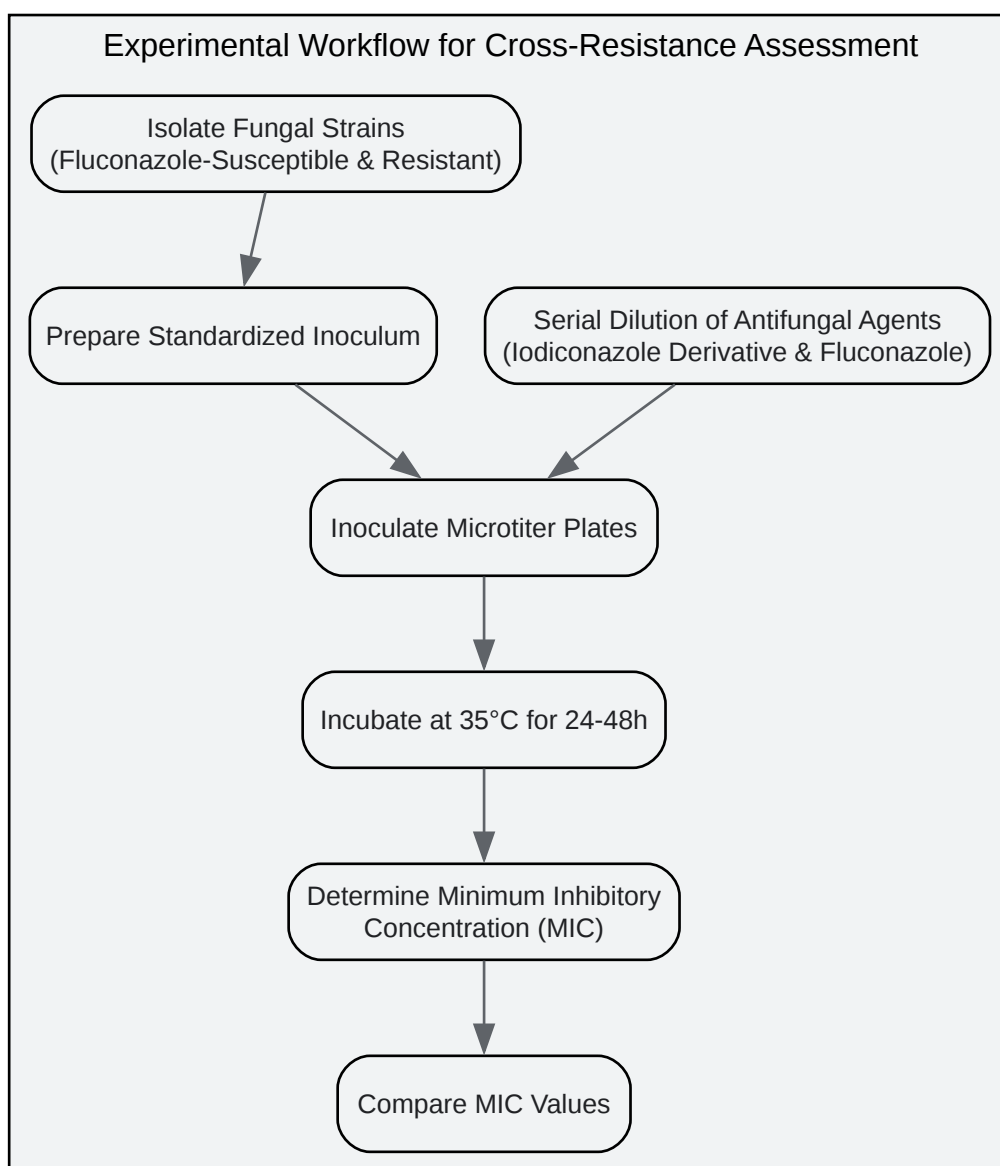 Experimental Workflow for Cross-Resistance Assessment
Isolate Fungal Strains
(Fluconazole-Susceptible & Resistant)
Prepare Standardized Inoculum
Serial Dilution of Antifungal Agents
(Iodiconazole Derivative & Fluconazole)
Inoculate Microtiter Plates
Incubate at 35°C for 24-48h
Determine Minimum Inhibitory
Concentration (MIC)
Compare MIC Values